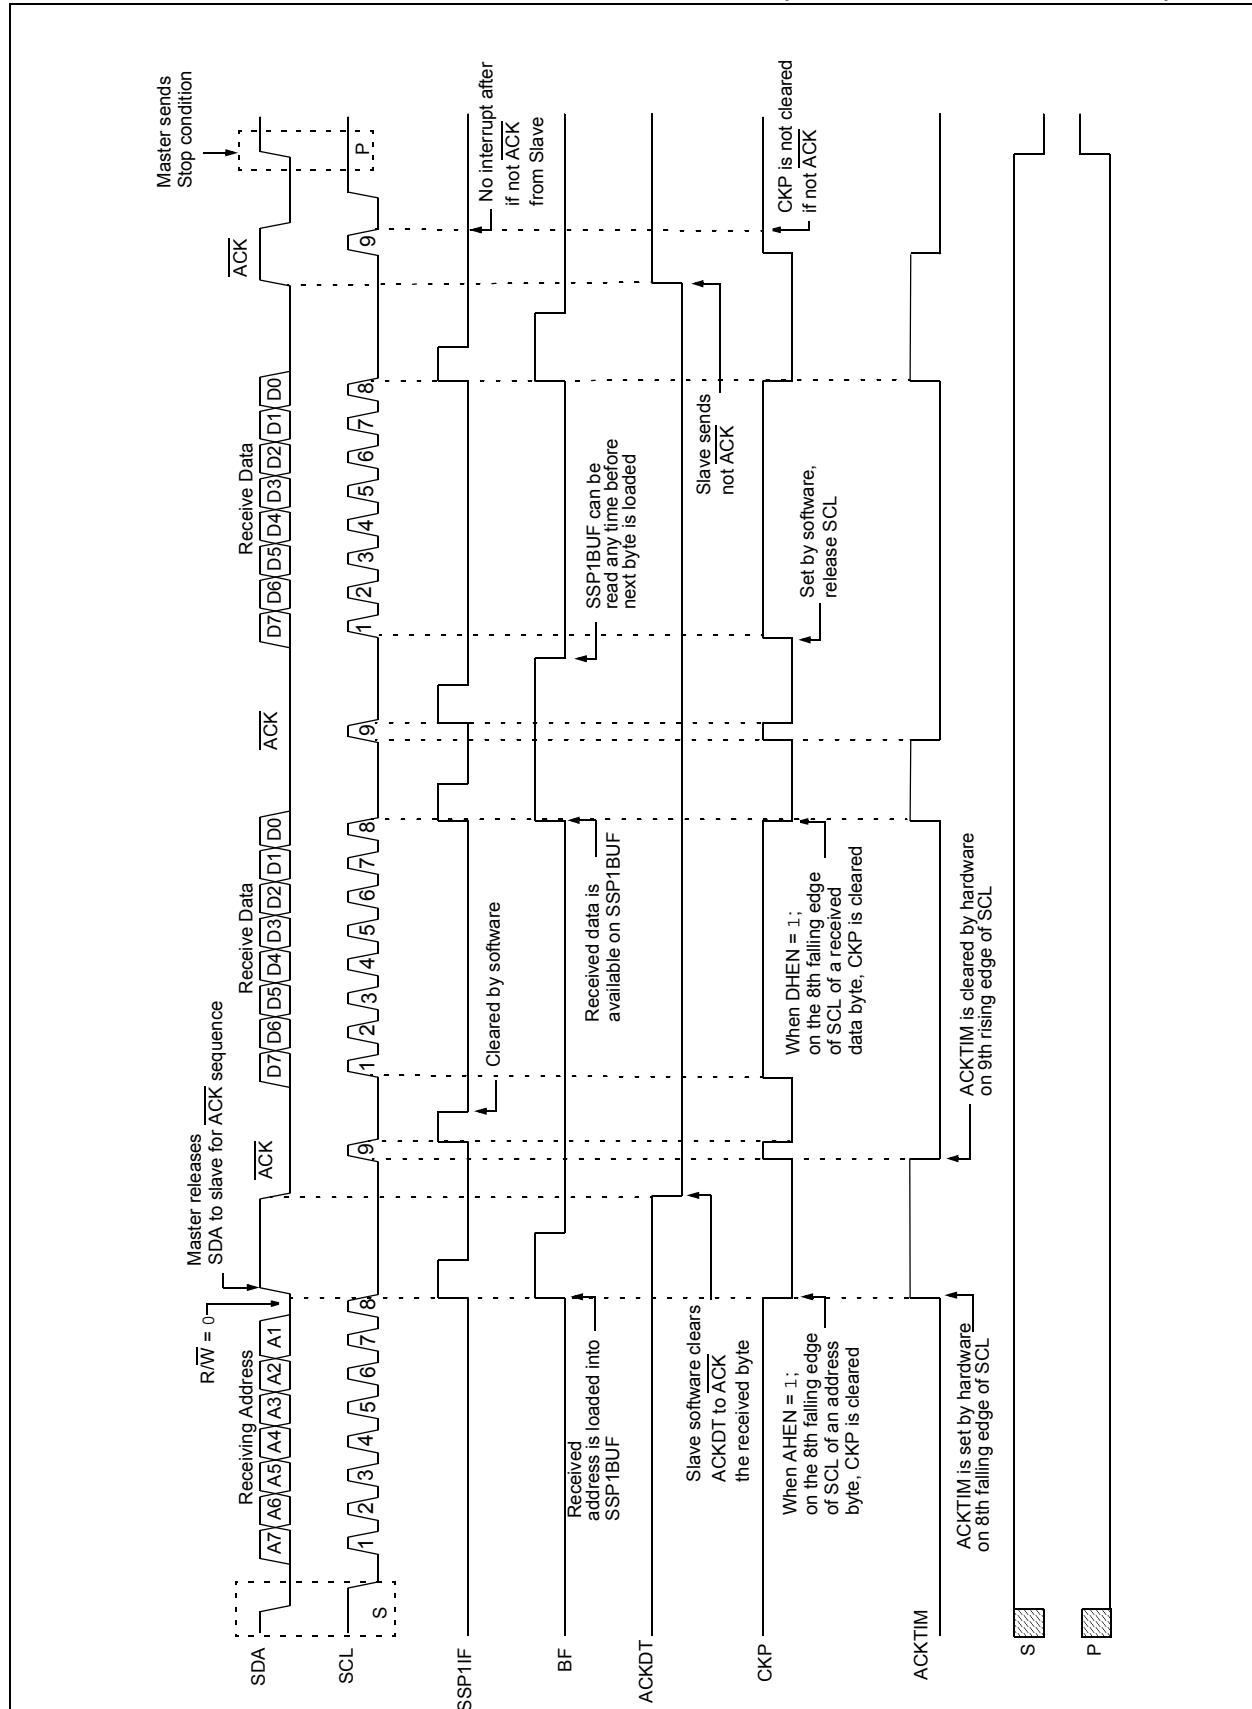 Master releases
SDA to slave for ACK sequence
Master sends
Stop condition
R/W = 0
Receiving Address
Receive Data
Receive Data
ACK
ACK
ACK
SDA
A7 A6 A5 A4 A3 A2 A1
D7 D6 D5 D4 D3 D2 D1 D0
D7 D6 D5 D4 D3 D2 D1 D0
SCL
S
1 2 3 4 5 6 7 8 9
1 2 3 4 5 6 7 8 9
1 2 3 4 5 6 7 8 9
P
SSP1IF
Cleared by software
No interrupt after
if not ACK
from Slave
BF
Received
address is loaded into
SSP1BUF
Received data is
available on SSP1BUF
SSP1BUF can be
read any time before
next byte is loaded
ACKDT
Slave software clears
ACKDT to ACK
the received byte
Slave sends
not ACK
CKP
When AHEN = 1;
on the 8th falling edge
of SCL of an address
byte, CKP is cleared
When DHEN = 1;
on the 8th falling edge
of SCL of a received
data byte, CKP is cleared
Set by software,
release SCL
CKP is not cleared
if not ACK
ACKTIM
ACKTIM is set by hardware
on 8th falling edge of SCL
ACKTIM is cleared by hardware
on 9th rising edge of SCL
S
P